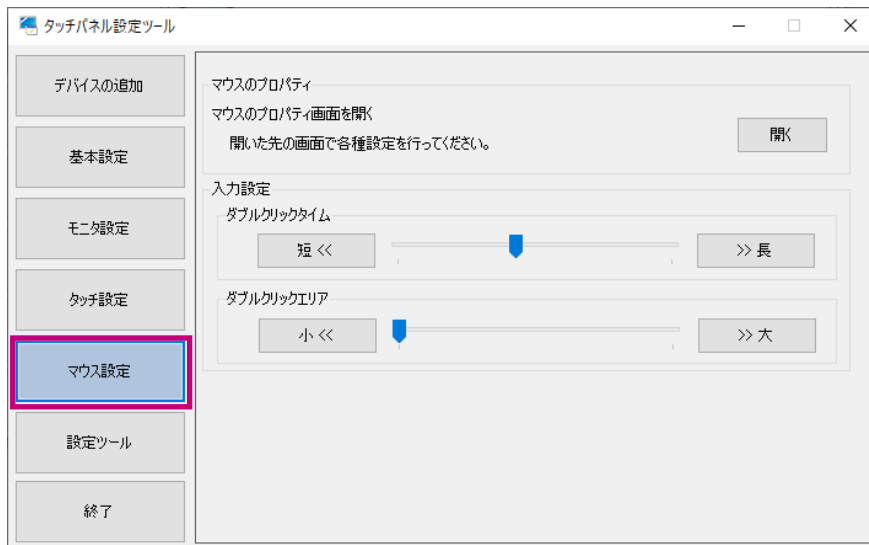 タッチパネル設定ツール
デバイスの追加
基本設定
モニタ設定
タッチ設定
マウス設定
設定ツール
終了
マウスのプロパティ
マウスのプロパティ画面を開く
開いた先の画面で各種設定を行ってください。
開く
入力設定
ダブルクリックタイム
短 <<
>> 長
ダブルクリックエリア
小 <<
>> 大